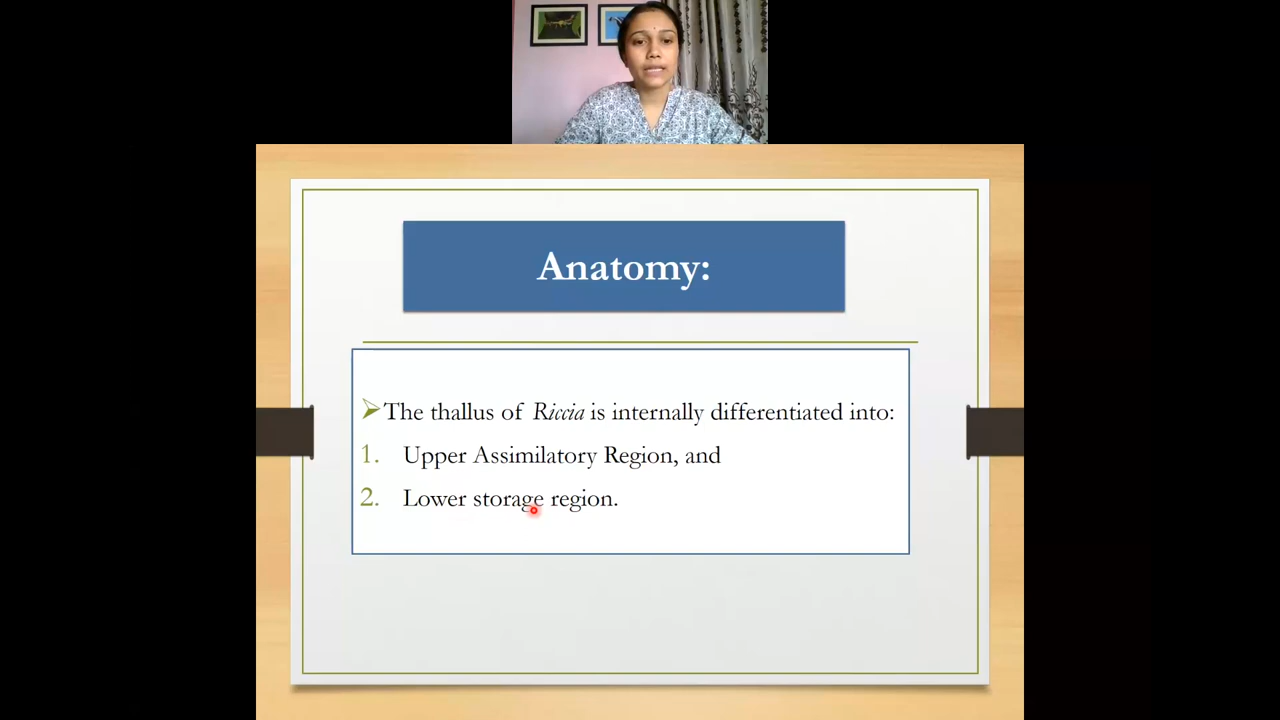 Anatomy:
The thallus of Riccia is internally differentiated into:
1. Upper Assimilatory Region, and
2. Lower storage region.